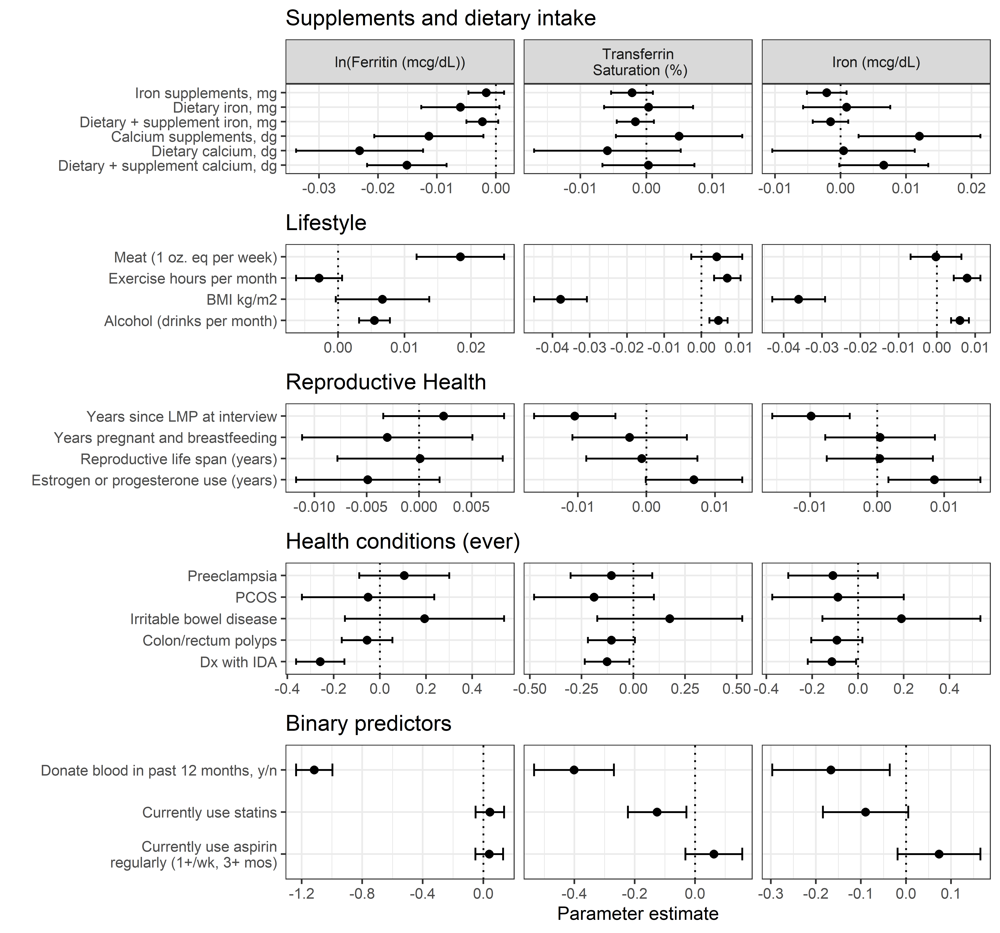 Supplements and dietary intake
ln(Ferritin (mcg/dL))
Transferrin
Saturation (%)
Iron (mcg/dL)
Iron supplements, mg
Dietary iron, mg
Dietary + supplement iron, mg
Calcium supplements, dg
Dietary calcium, dg
Dietary + supplement calcium, dg
-0.03 -0.02 -0.01 0.00
-0.01 0.00 0.01
-0.01 0.00 0.01 0.02
Lifestyle
Meat (1 oz. eq per week)
Exercise hours per month
BMI kg/m2
Alcohol (drinks per month)
0.00 0.01 0.02
-0.04 -0.03 -0.02 -0.01 0.00 0.01
-0.04 -0.03 -0.02 -0.01 0.00 0.01
Reproductive Health
Years since LMP at interview
Years pregnant and breastfeeding
Reproductive life span (years)
Estrogen or progesterone use (years)
-0.010 -0.005 0.000 0.005
-0.01 0.00 0.01
-0.01 0.00 0.01
Health conditions (ever)
Preeclampsia
PCOS
Irritable bowel disease
Colon/rectum polyps
Dx with IDA
-0.4 -0.2 0.0 0.2 0.4
-0.50 -0.25 0.00 0.25 0.50
-0.4 -0.2 0.0 0.2 0.4
Binary predictors
Donate blood in past 12 months, y/n
Currently use statins
Currently use aspirin
regularly (1+/wk, 3+ mos)
-1.2 -0.8 -0.4 0.0
-0.4 -0.2 0.0
-0.3 -0.2 -0.1 0.0 0.1
Parameter estimate